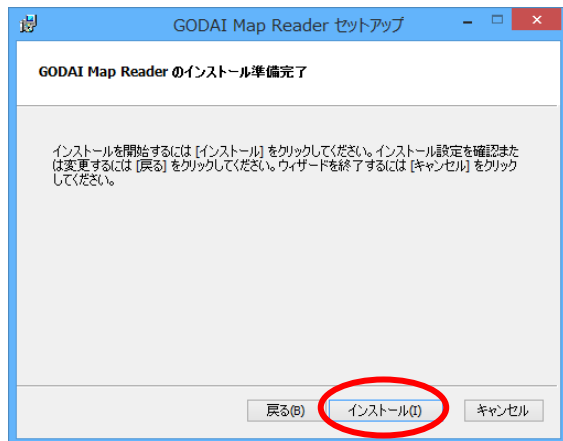 GODAI Map Reader セットアップ
GODAI Map Reader のインストール準備完了
インストールを開始するには [インストール] をクリックしてください。インストール設定を確認また
は変更するには [戻る] をクリックしてください。ウィザードを終了するには [キャンセル] をクリック
してください。
戻る(B) インストール(I) キャンセル